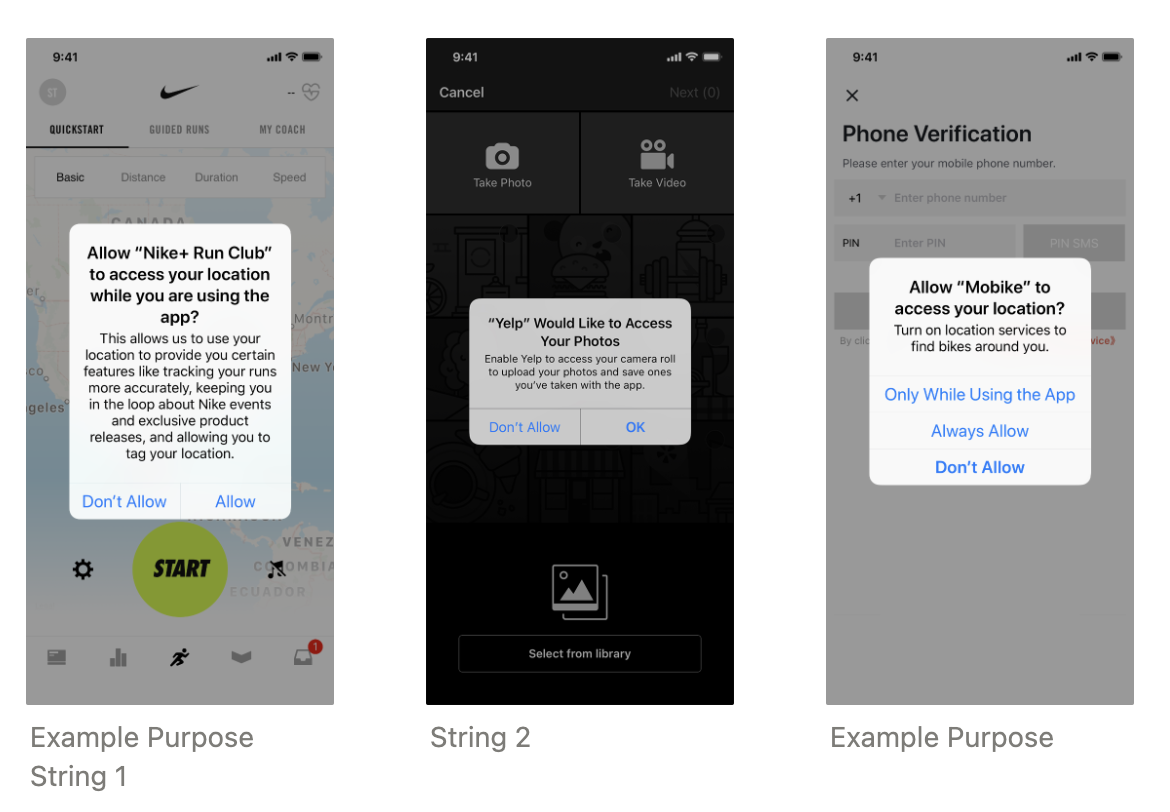 9:41
ST
--
QUICKSTART
GUIDED RUNS
MY COACH
Basic
Distance
Duration
Speed
CANADA
Allow “Nike+ Run Club”
to access your location
while you are using the
app?
This allows us to use your
location to provide you certain
features like tracking your runs
more accurately, keeping you
in the loop about Nike events
and exclusive product
releases, and allowing you to
tag your location.
Don’t Allow
Allow
Montr
New Y
geles
VENEZ
COLOMBIA
ECUADOR
START
1
Example Purpose
String 1
9:41
Cancel
Next (0)
Take Photo
Take Video
“Yelp” Would Like to Access
Your Photos
Enable Yelp to access your camera roll
to upload your photos and save ones
you’ve taken with the app.
Don’t Allow
OK
Select from library
String 2
9:41
Phone Verification
Please enter your mobile phone number.
+1
Enter phone number
PIN
Enter PIN
PIN SMS
By clic
vice》
Allow “Mobike” to
access your location?
Turn on location services to
find bikes around you.
Only While Using the App
Always Allow
Don’t Allow
Example Purpose